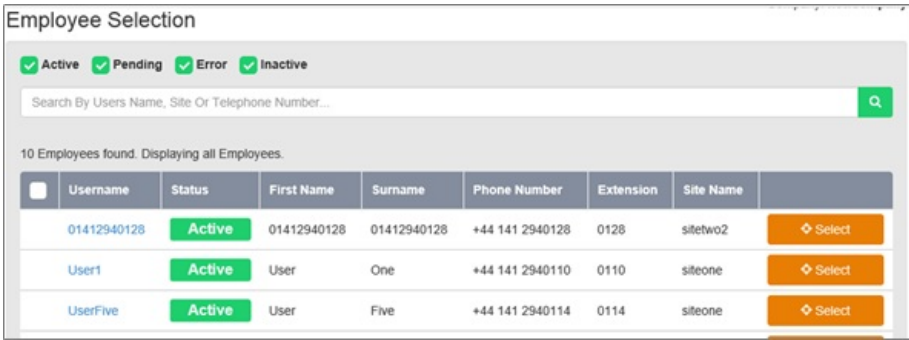 Employee Selection
Active Pending Error Inactive
Search By Users Name, Site Or Telephone Number...
10 Employees found. Displaying all Employees.
Username Status First Name Surname Phone Number Extension Site Name
01412940128 Active 01412940128 01412940128 +44 141 2940128 0128 sitetwo2 Select
User1 Active User One +44 141 2940110 0110 siteone Select
UserFive Active User Five +44 141 2940114 0114 siteone Select